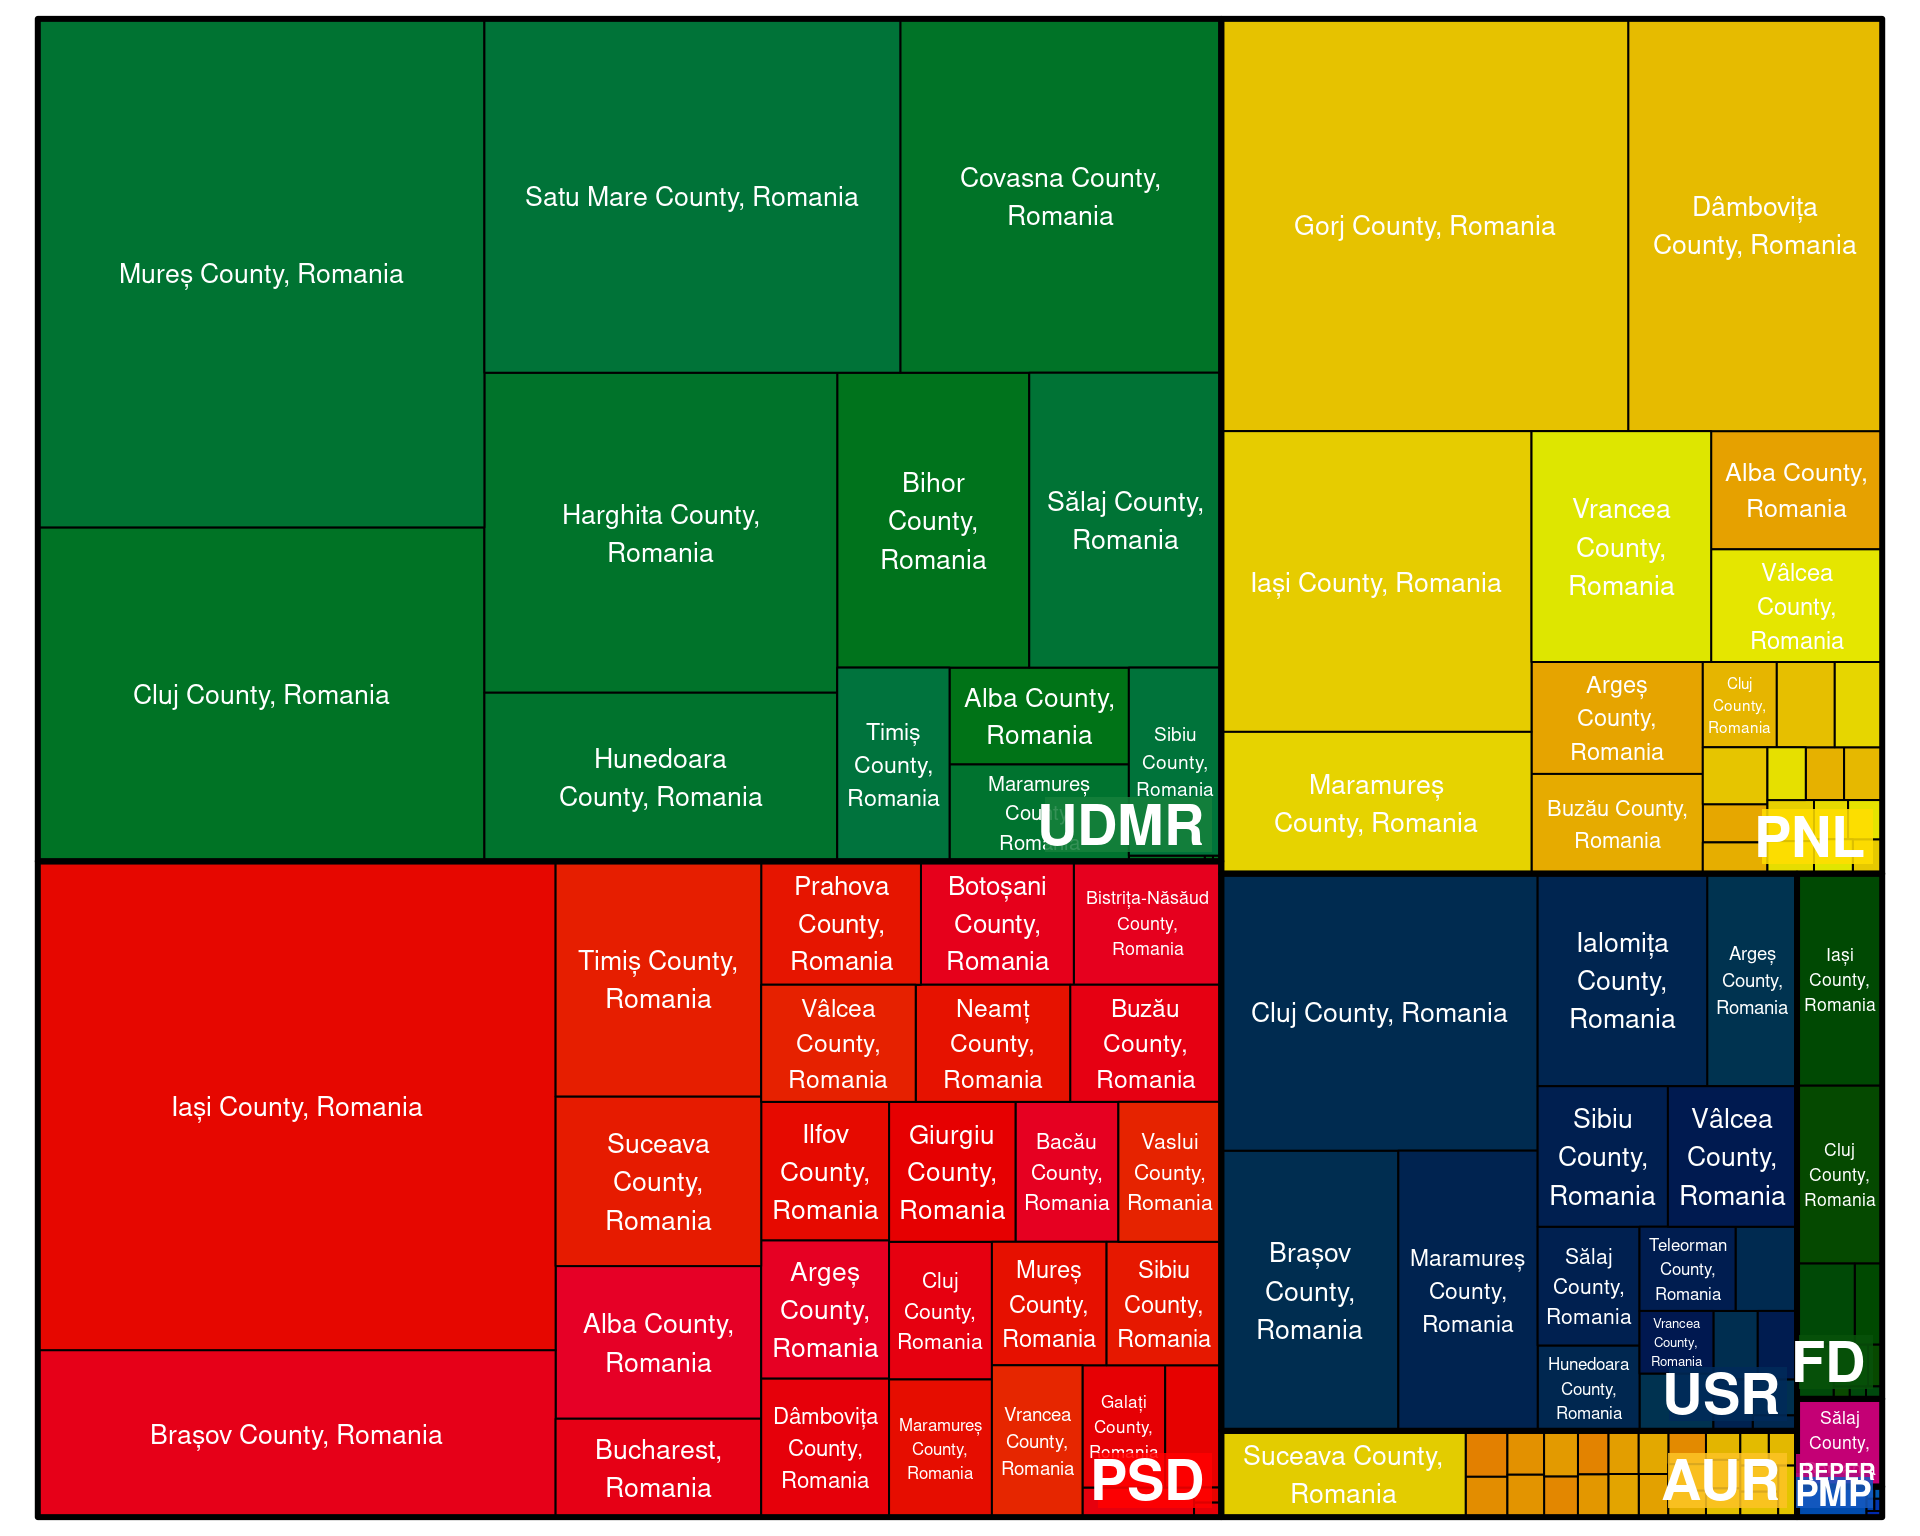 Mureș County, Romania
Satu Mare County, Romania
Covasna County,
Romania
Cluj County, Romania
Harghita County,
Romania
Hunedoara
County, Romania
Bihor
County,
Romania
Sălaj County,
Romania
Timiș
County,
Romania
Alba County,
Romania
Maramureș
County,
Romania
Sibiu
County,
Romania
UDMR
Gorj County, Romania
Dâmbovița
County, Romania
Iași County, Romania
Maramureș
County, Romania
Vrancea
County,
Romania
Alba County,
Romania
Vâlcea
County,
Romania
Argeș
County,
Romania
Buzău County,
Romania
Cluj
County,
Romania
PNL
Iași County, Romania
Brașov County, Romania
Timiș County,
Romania
Suceava
County,
Romania
Alba County,
Romania
Bucharest,
Romania
Prahova
County,
Romania
Botoșani
County,
Romania
Bistrița-Năsăud
County,
Romania
Vâlcea
County,
Romania
Neamț
County,
Romania
Buzău
County,
Romania
Ilfov
County,
Romania
Giurgiu
County,
Romania
Bacău
County,
Romania
Vaslui
County,
Romania
Argeș
County,
Romania
Dâmbovița
County,
Romania
Cluj
County,
Romania
Maramureș
County,
Romania
Mureș
County,
Romania
Sibiu
County,
Romania
Vrancea
County,
Romania
Galați
County,
Romania
PSD
Cluj County, Romania
Brașov
County,
Romania
Maramureș
County,
Romania
Ialomița
County,
Romania
Argeș
County,
Romania
Sibiu
County,
Romania
Vâlcea
County,
Romania
Sălaj
County,
Romania
Hunedoara
County,
Romania
Teleorman
County,
Romania
Vrancea
County,
Romania
USR
Iași
County,
Romania
Cluj
County,
Romania
FD
Suceava County,
Romania
AUR
Sălaj
County,
REPER
PMP